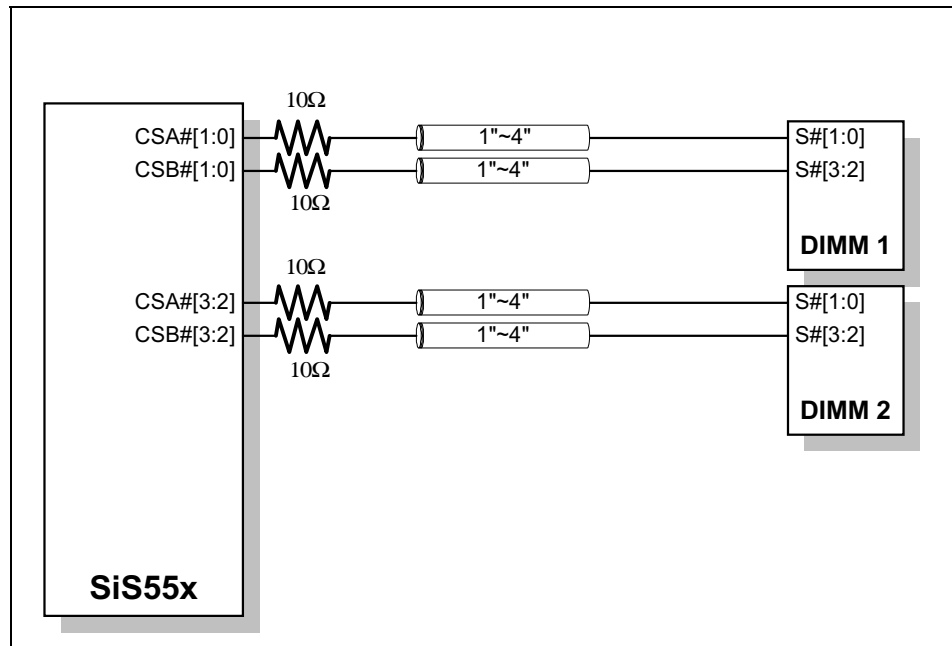 10Ω
CSA#[1:0] 1"~4" S#[1:0]
CSB#[1:0] 1"~4" S#[3:2]
10Ω
DIMM 1
10Ω
CSA#[3:2] 1"~4" S#[1:0]
CSB#[3:2] 1"~4" S#[3:2]
10Ω
DIMM 2
SiS55x